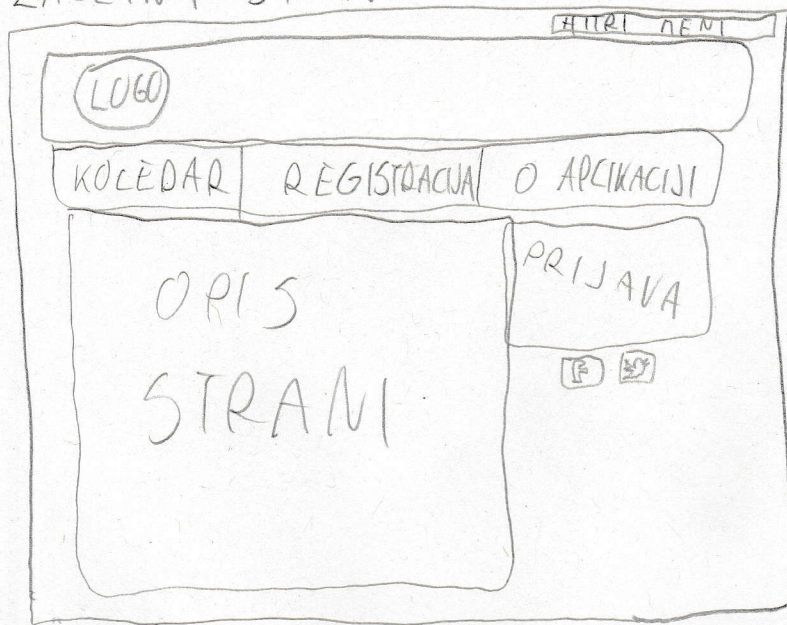 HITRI MENI
LOGO
KOLEDAR REGISTRACIJA O APLIKACIJI
OPIS
STRANI
PRIJAVA